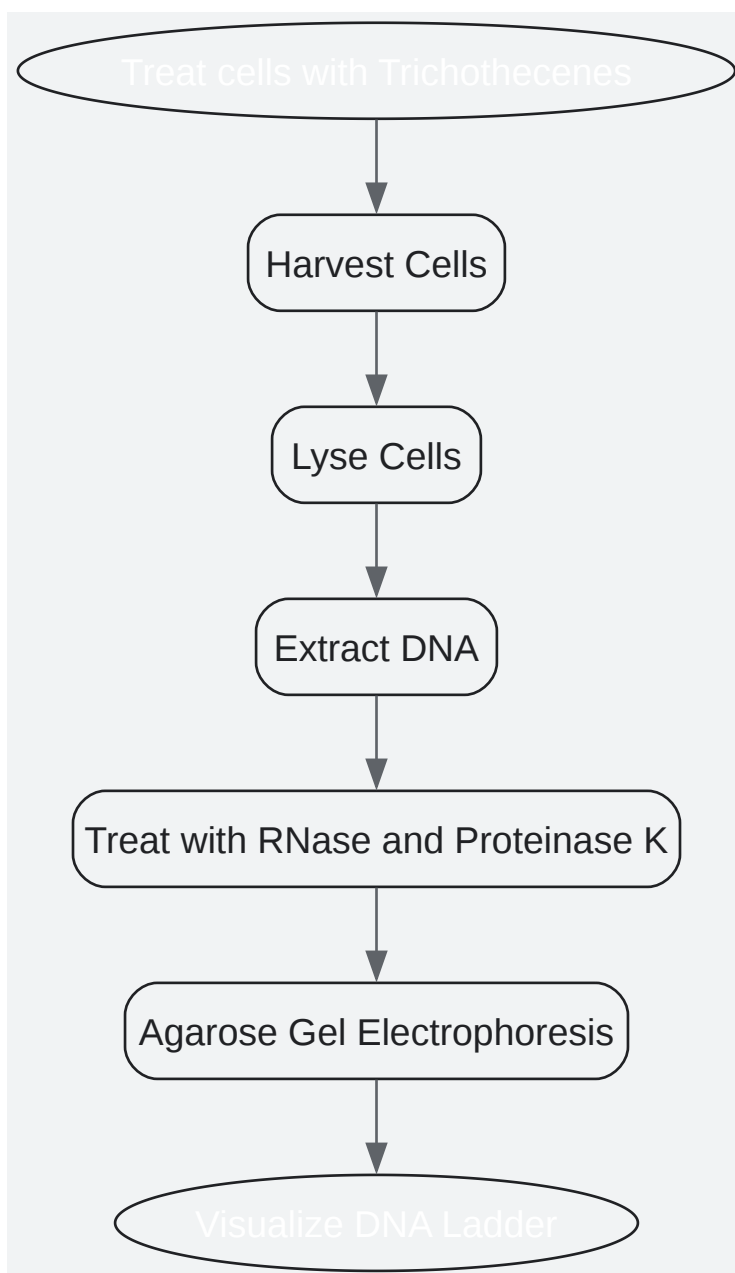 Treat cells with Trichothecenes
Harvest Cells
Lyse Cells
Extract DNA
Treat with RNase and Proteinase K
Agarose Gel Electrophoresis
Visualize DNA Ladder